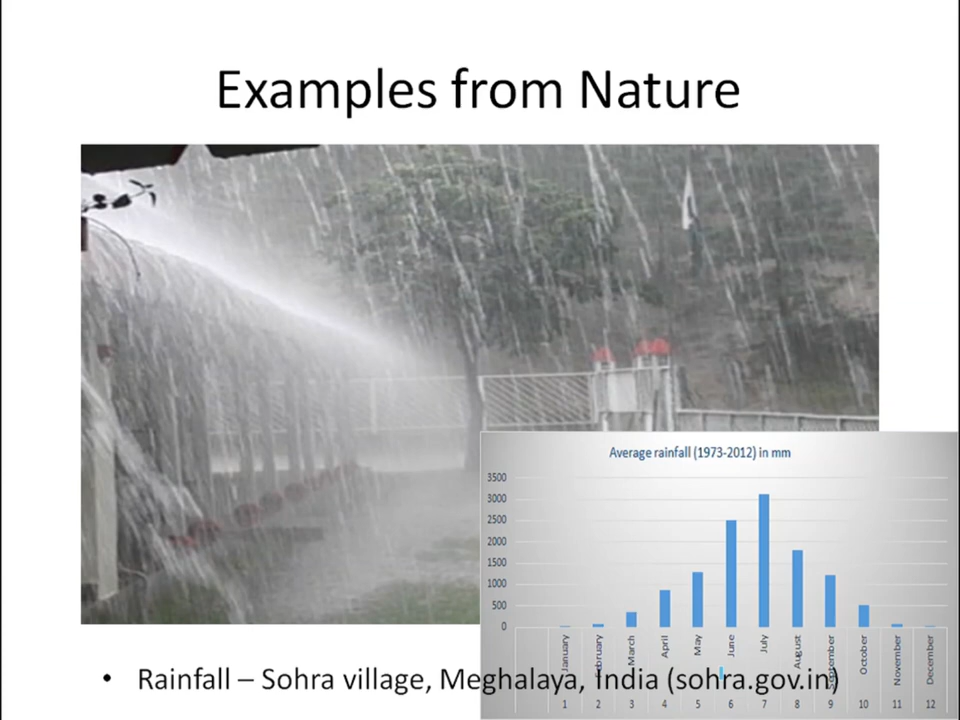 Examples from Nature
Average rainfall (1973-2012) in mm
3500
3000
2500
2000
1500
1000
500
0
January February March April May June July August September October November December
1 2 3 4 5 6 7 8 9 10 11 12
• Rainfall – Sohra village, Meghalaya, India (sohra.gov.in)